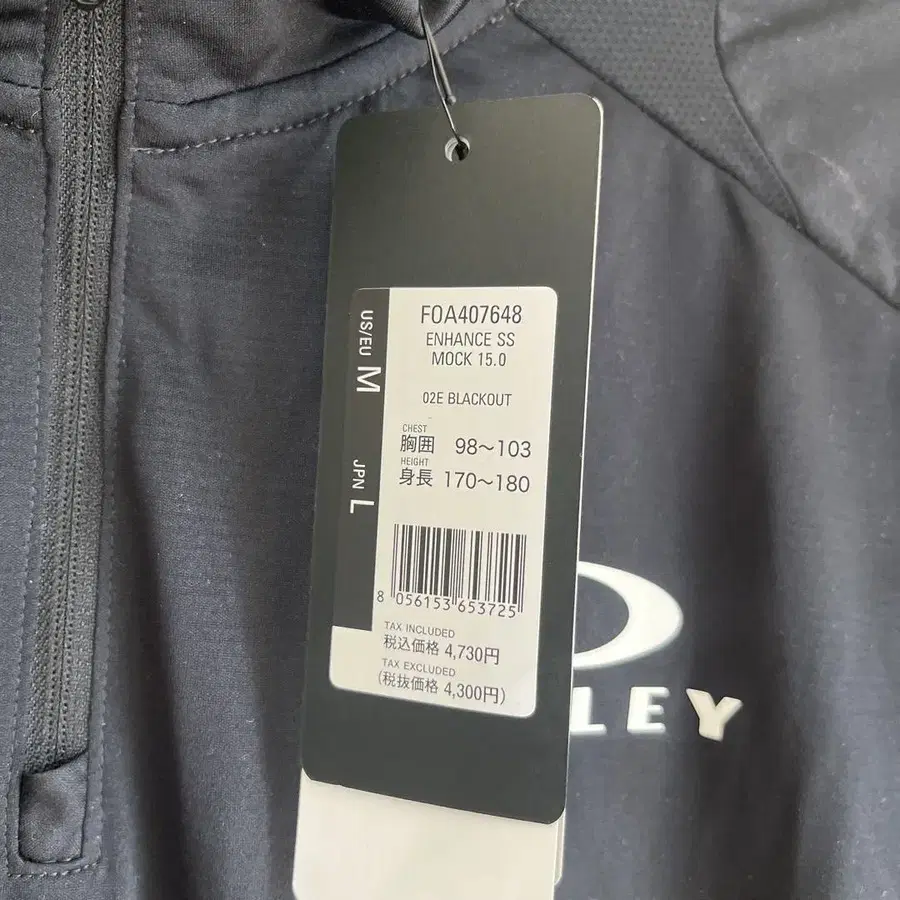 US/EU M
JPN L
FOA407648
ENHANCE SS
MOCK 15.0
02E BLACKOUT
CHEST
胸囲 98〜103
HEIGHT
身長 170〜180
8 056153 653725
TAX INCLUDED
税込価格 4,730円
TAX EXCLUDED
(税抜価格 4,300円)
LEY